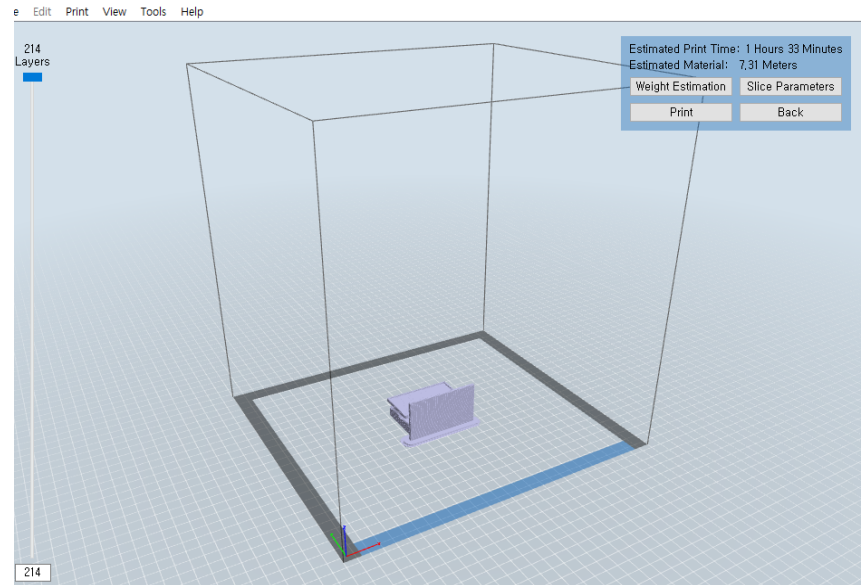 e Edit Print View Tools Help
214
Layers
Estimated Print Time: 1 Hours 33 Minutes
Estimated Material: 7,31 Meters
Weight Estimation Slice Parameters
Print Back
214